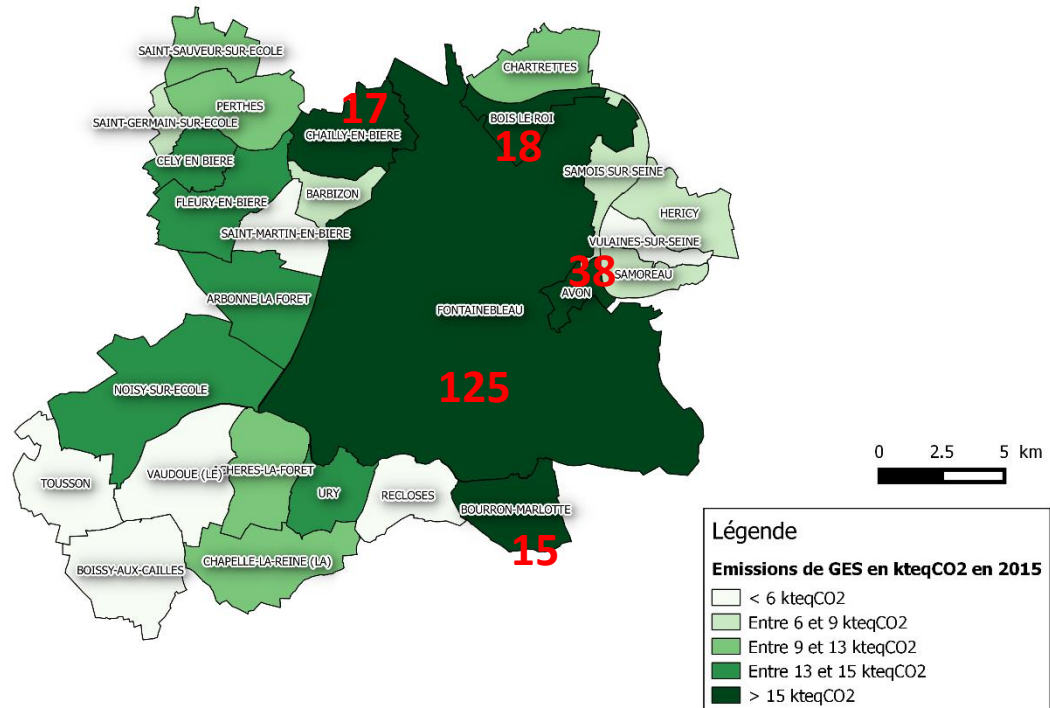 SAINT-SAUVEUR-SUR-ECOLE
CHARTRETTES
PERTHES
17
SAINT-GERMAIN-SUR-ECOLE
BOIS LE ROI
CHAILLY-EN-BIERE
18
CELY EN BIERE
SAMOIS SUR SEINE
BARBIZON
FLEURY-EN-BIERE
HERICY
SAINT-MARTIN-EN-BIERE
VULAINES-SUR-SEINE
38
SAMOREAU
AVON
ARBONNE LA FORET
FONTAINEBLEAU
125
NOISY-SUR-ECOLE
0 2.5 5 km
VAUDOUE (LE)
CHERES-LA-FORET
TOUSSON
URY
RECLOSES
BOURRON-MARLOTTE
15
CHAPELLE-LA-REINE (LA)
BOISSY-AUX-CAILLES
Légende
Emissions de GES en kteqCO2 en 2015
< 6 kteqCO2
Entre 6 et 9 kteqCO2
Entre 9 et 13 kteqCO2
Entre 13 et 15 kteqCO2
> 15 kteqCO2